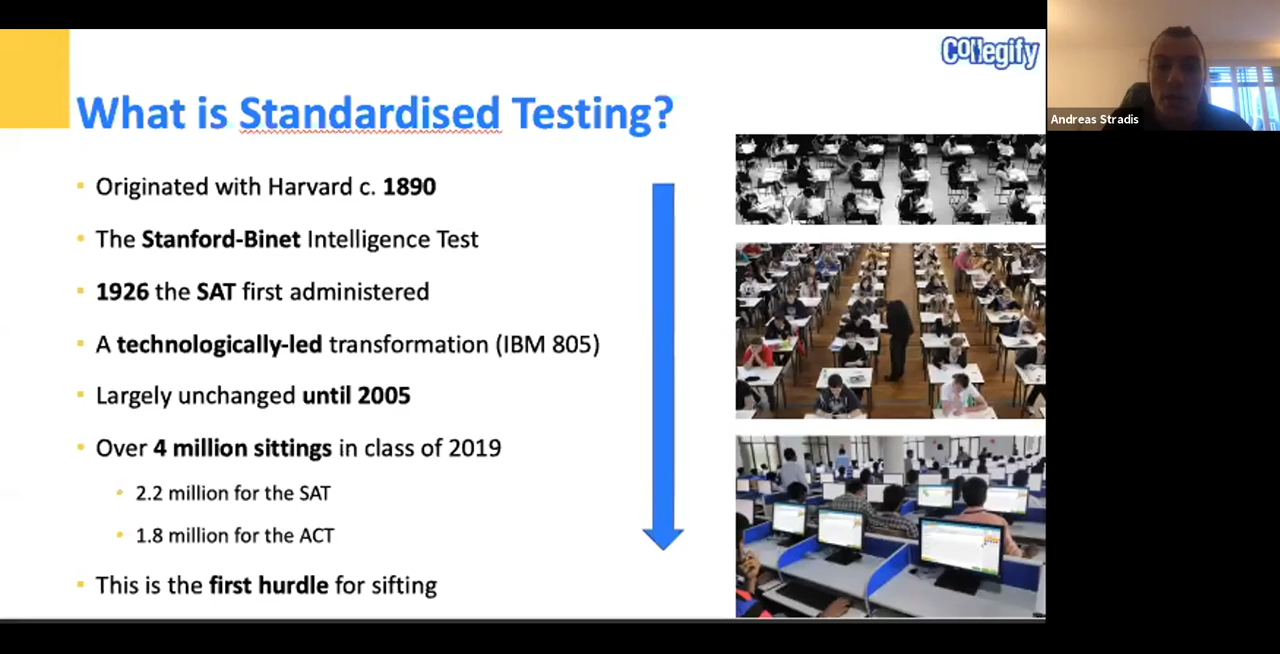 Collegify
Andreas Stradis
What is Standardised Testing?
Originated with Harvard c. 1890
The Stanford-Binet Intelligence Test
1926 the SAT first administered
A technologically-led transformation (IBM 805)
Largely unchanged until 2005
Over 4 million sittings in class of 2019
2.2 million for the SAT
1.8 million for the ACT
This is the first hurdle for sifting